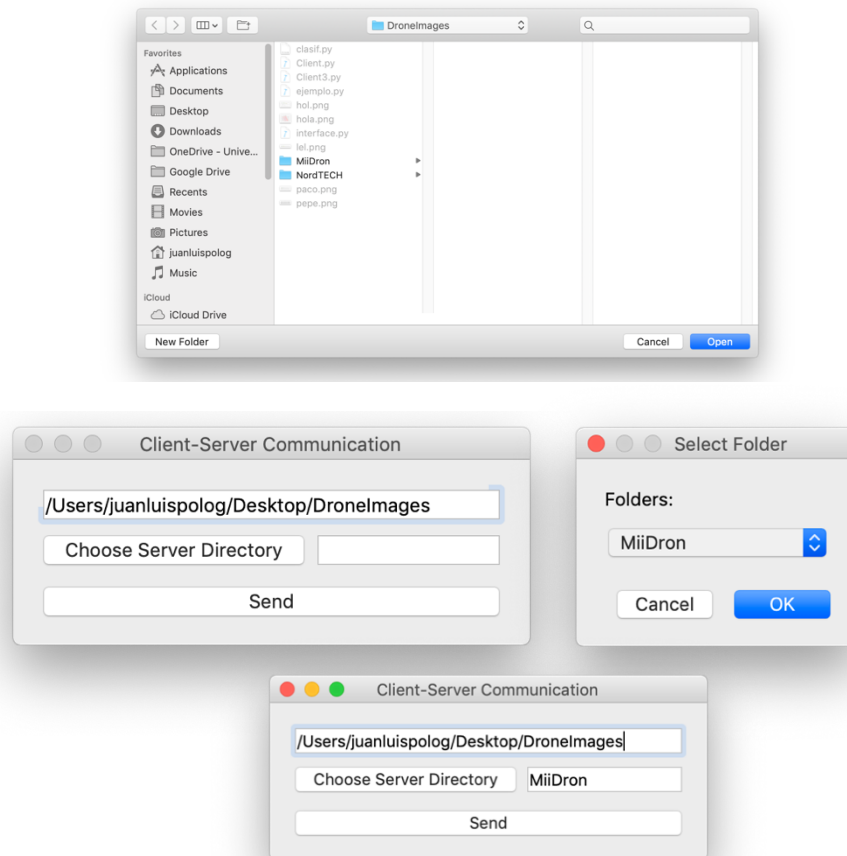 DroneImages
Favorites
Applications
Documents
Desktop
Downloads
OneDrive - Unive...
Google Drive
Recents
Movies
Pictures
juanluispolog
Music
iCloud
iCloud Drive
clasif.py
Client.py
Client3.py
ejemplo.py
hol.png
hola.png
interface.py
lel.png
MiiDron
NordTECH
paco.png
pepe.png
New Folder
Cancel
Open
Client-Server Communication
/Users/juanluispolog/Desktop/DroneImages
Choose Server Directory
Send
Select Folder
Folders:
MiiDron
Cancel
OK
Client-Server Communication
/Users/juanluispolog/Desktop/DroneImages
Choose Server Directory
MiiDron
Send